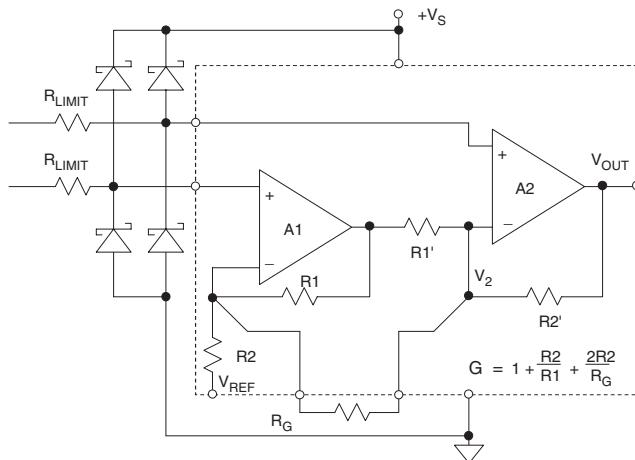 +V_S
R_LIMIT
R_LIMIT
+
A2
−
V_OUT
+
A1
−
R1'
R1
V_2
R2'
R2
V_REF
G = 1 + R2/R1 + 2R2/R_G
R_G